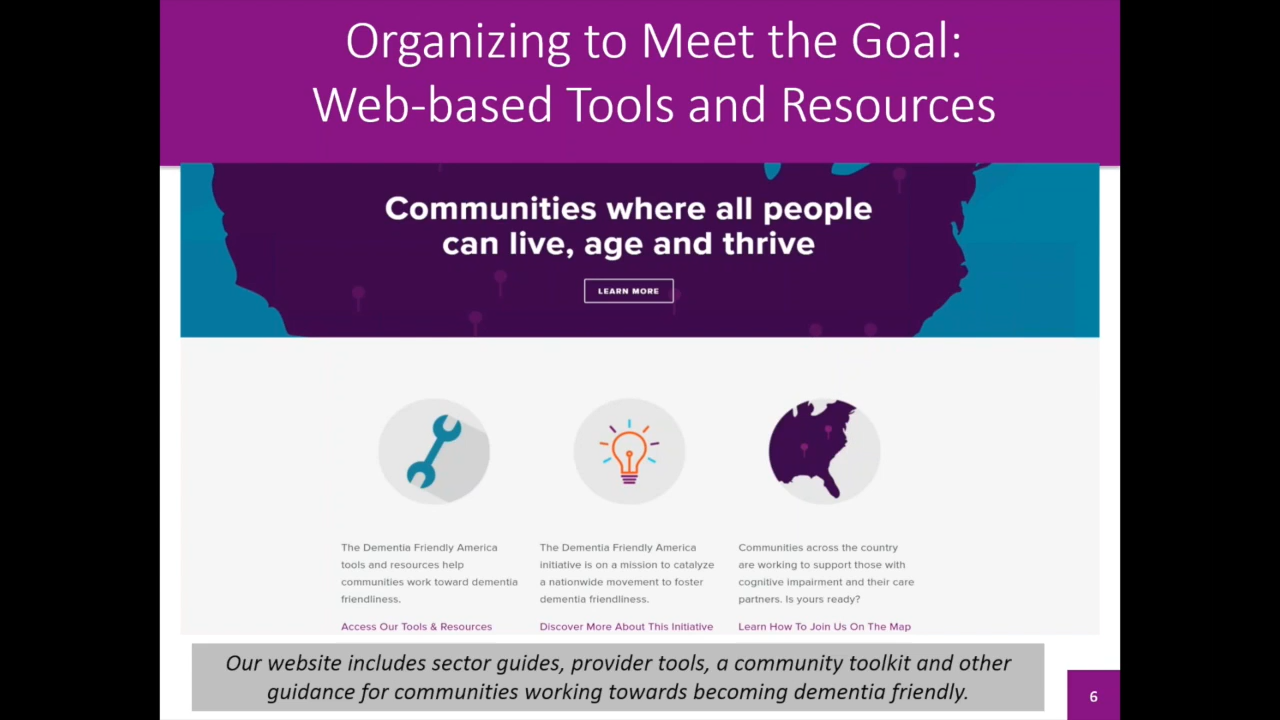 Organizing to Meet the Goal:
Web-based Tools and Resources
Communities where all people
can live, age and thrive
LEARN MORE
The Dementia Friendly America
tools and resources help
communities work toward dementia
friendliness.
Access Our Tools & Resources
The Dementia Friendly America
initiative is on a mission to catalyze
a nationwide movement to foster
dementia friendliness.
Discover More About This Initiative
Communities across the country
are working to support those with
cognitive impairment and their care
partners. Is yours ready?
Learn How To Join Us On The Map
Our website includes sector guides, provider tools, a community toolkit and other
guidance for communities working towards becoming dementia friendly.
6